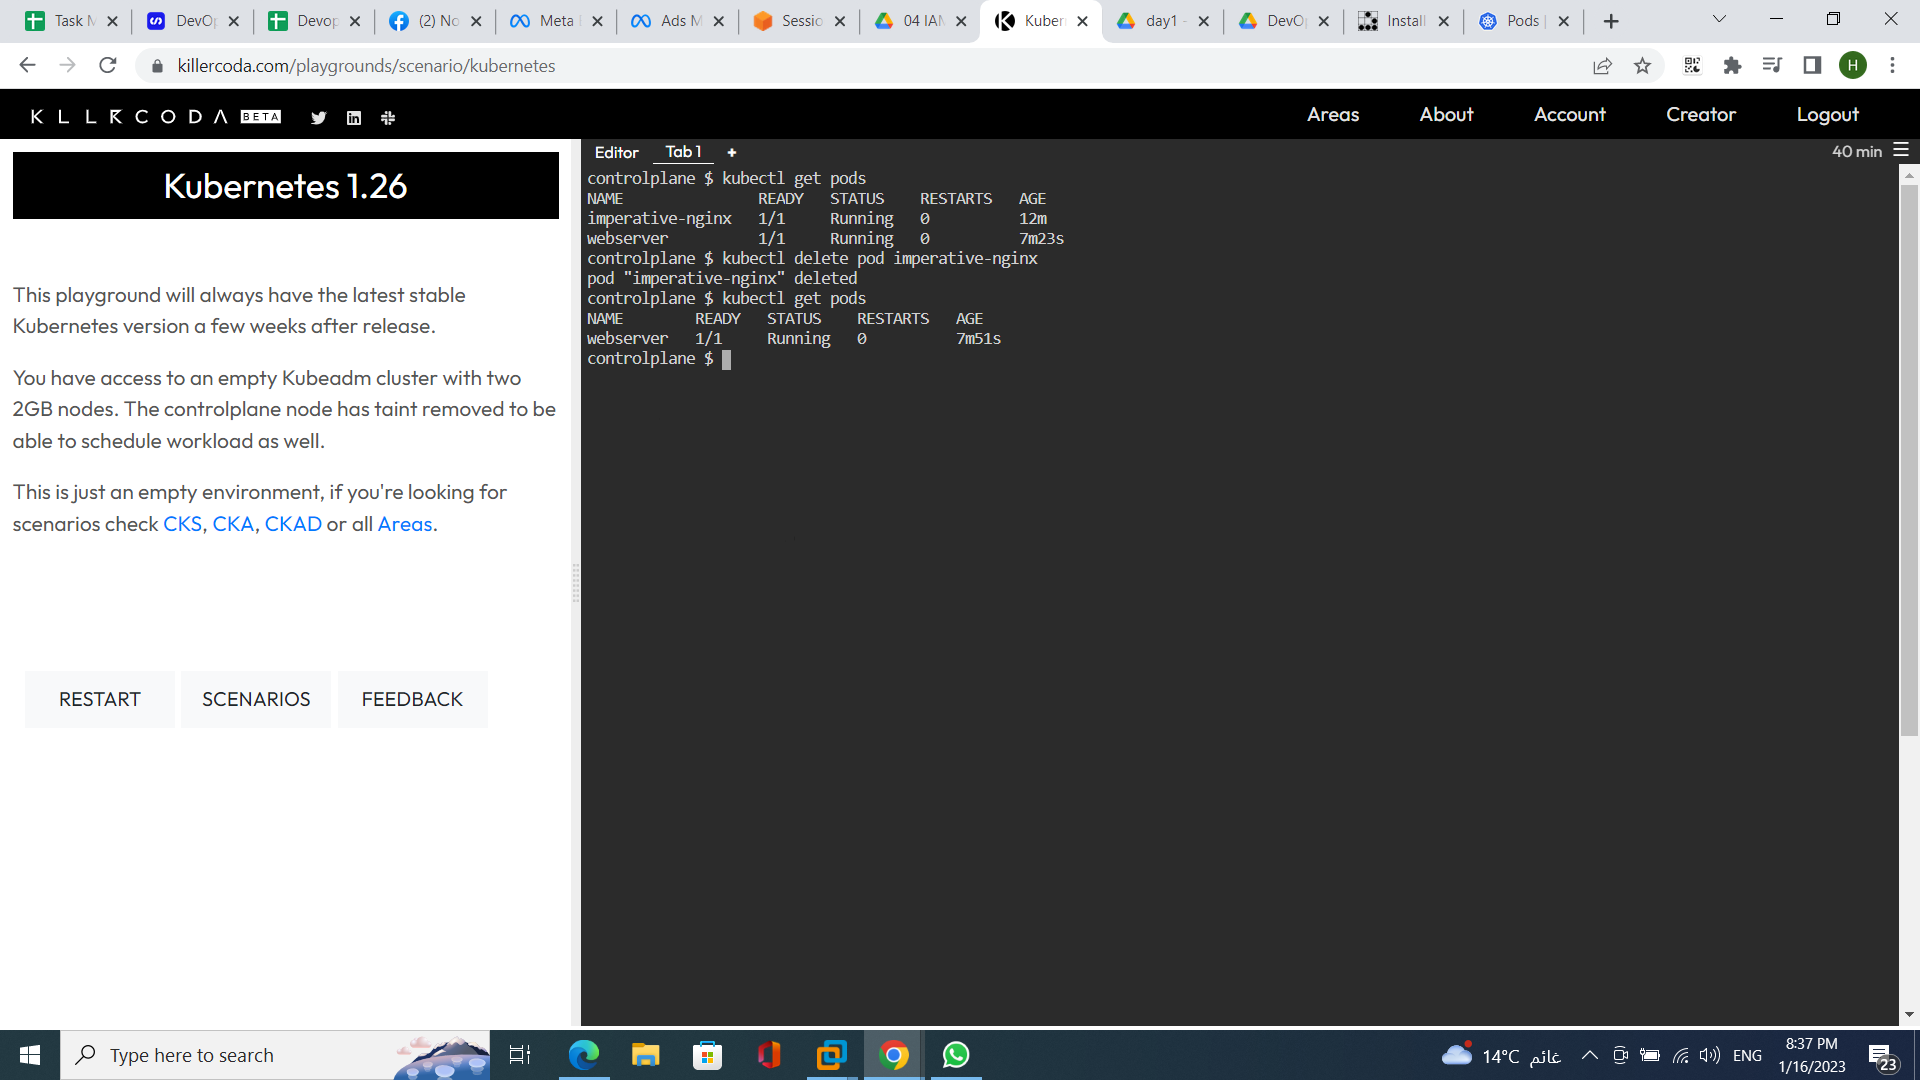 Task M
DevOp
Devop
(2) No
Meta
Ads M
Sessio
04 IAM
Kuber
day1 -
DevOp
Install
Pods |
killercoda.com/playgrounds/scenario/kubernetes
H
KLLRCODA BETA
Areas
About
Account
Creator
Logout
Kubernetes 1.26
This playground will always have the latest stable
Kubernetes version a few weeks after release.
You have access to an empty Kubeadm cluster with two
2GB nodes. The controlplane node has taint removed to be
able to schedule workload as well.
This is just an empty environment, if you're looking for
scenarios check CKS, CKA, CKAD or all Areas.
RESTART
SCENARIOS
FEEDBACK
Editor
Tab 1
+
40 min
controlplane $ kubectl get pods
NAME READY STATUS RESTARTS AGE
imperative-nginx 1/1 Running 0 12m
webserver 1/1 Running 0 7m23s
controlplane $ kubectl delete pod imperative-nginx
pod "imperative-nginx" deleted
controlplane $ kubectl get pods
NAME READY STATUS RESTARTS AGE
webserver 1/1 Running 0 7m51s
controlplane $
Type here to search
14°C غائم
ENG
8:37 PM
1/16/2023
23